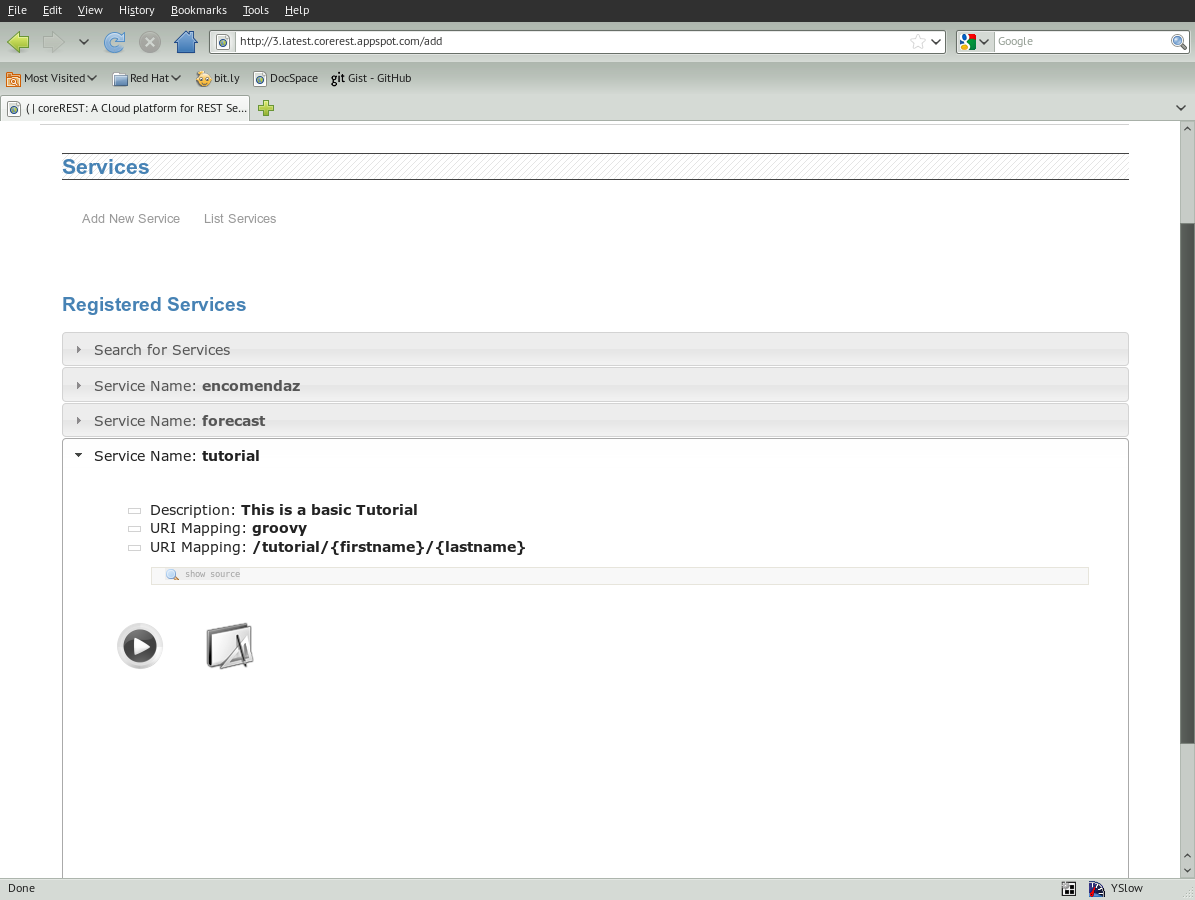 File Edit View History Bookmarks Tools Help
http://3.latest.corerest.appspot.com/add Google
Most Visited Red Hat bit.ly DocSpace git Gist - GitHub
( | coreREST: A Cloud platform for REST Se...
Services
Add New Service List Services
Registered Services
Search for Services
Service Name: encomendaz
Service Name: forecast
Service Name: tutorial
Description: This is a basic Tutorial
URI Mapping: groovy
URI Mapping: /tutorial/{firstname}/{lastname}
show source
Done YSlow